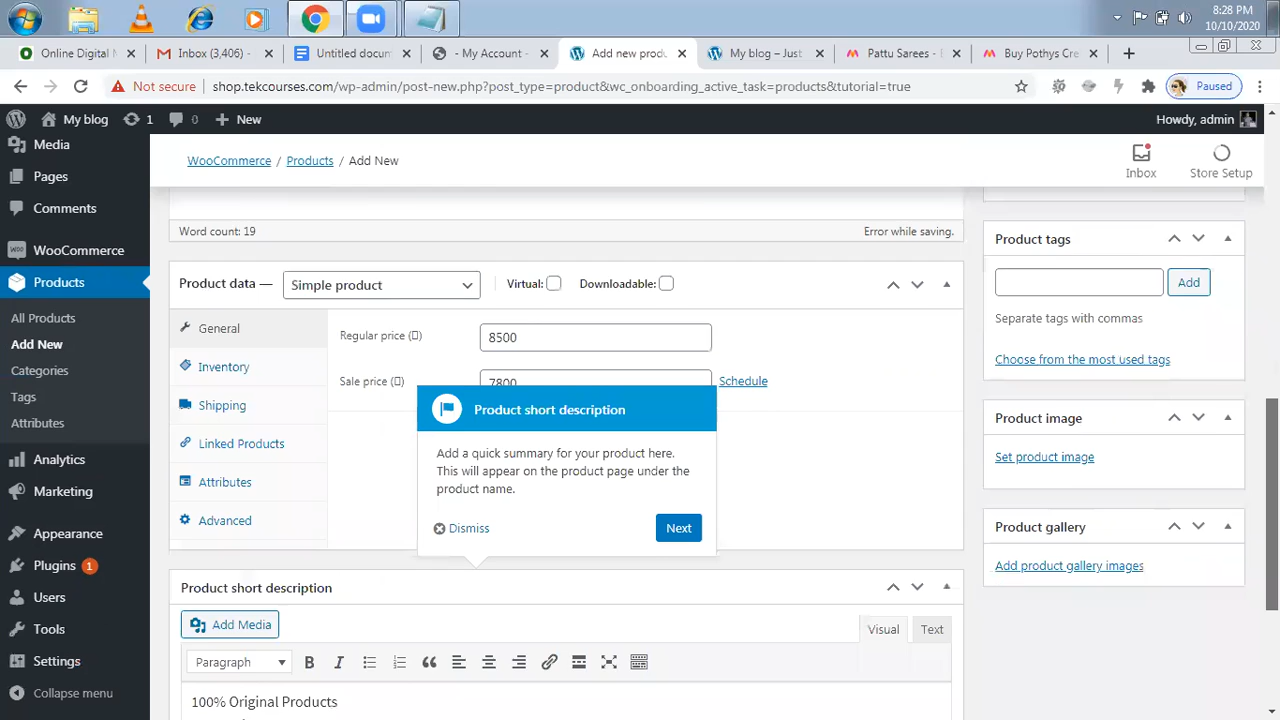 8:28 PM
10/10/2020
Online Digital M
Inbox (3,406) -
Untitled docum
- My Account -
Add new produ
My blog – Just
Pattu Sarees - B
Buy Pothys Cre
Not secure
shop.tekcourses.com/wp-admin/post-new.php?post_type=product&wc_onboarding_active_task=products&tutorial=true
Paused
My blog
1
0
New
Howdy, admin
Media
Pages
Comments
WooCommerce
Products
All Products
Add New
Categories
Tags
Attributes
Analytics
Marketing
Appearance
Plugins 1
Users
Tools
Settings
Collapse menu
WooCommerce / Products / Add New
Inbox
Store Setup
Word count: 19
Error while saving.
Product data —
Simple product
Virtual:
Downloadable:
General
Inventory
Shipping
Linked Products
Attributes
Advanced
Regular price (▯)
8500
Sale price (▯)
7800
Schedule
Product short description
Add a quick summary for your product here.
This will appear on the product page under the
product name.
Dismiss
Next
Product short description
Add Media
Visual
Text
Paragraph
100% Original Products
Product tags
Add
Separate tags with commas
Choose from the most used tags
Product image
Set product image
Product gallery
Add product gallery images